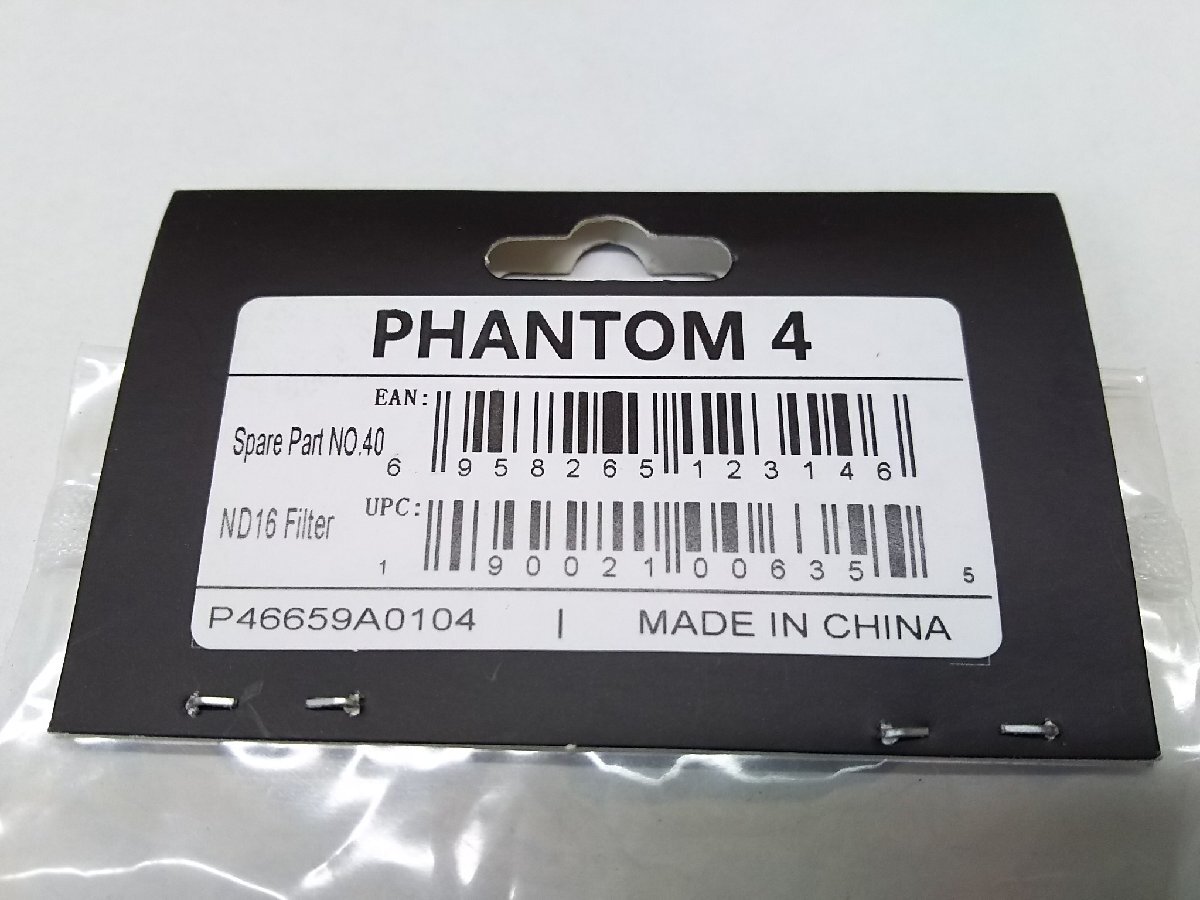 PHANTOM 4
EAN:
Spare Part NO.40
6 958265 123146
UPC:
ND16 Filter
1 90021 00635 5
P46659A0104 | MADE IN CHINA